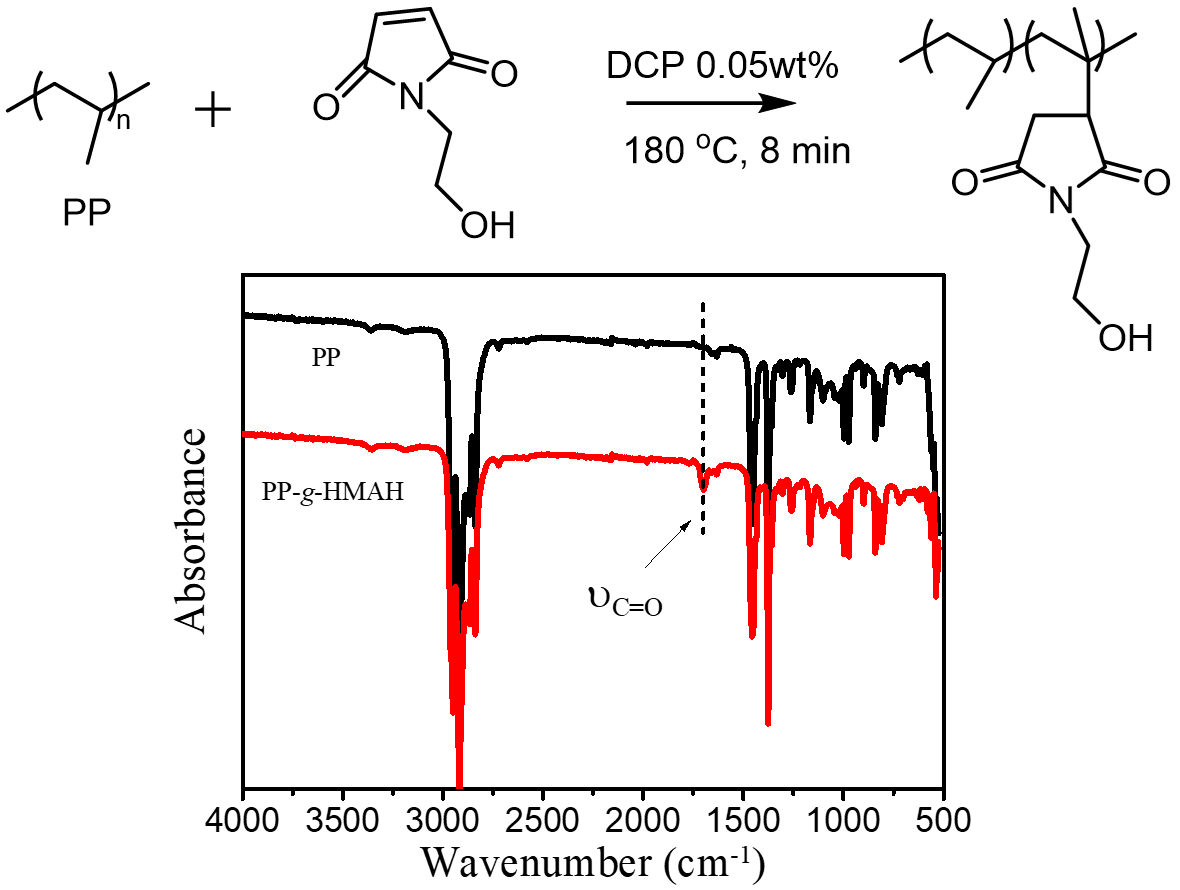 n
PP
+
O
O
N
OH
DCP 0.05wt%
180 °C, 8 min
O
O
N
OH
PP
PP-g-HMAH
υC=O
Absorbance
4000 3500 3000 2500 2000 1500 1000 500
Wavenumber (cm-1)